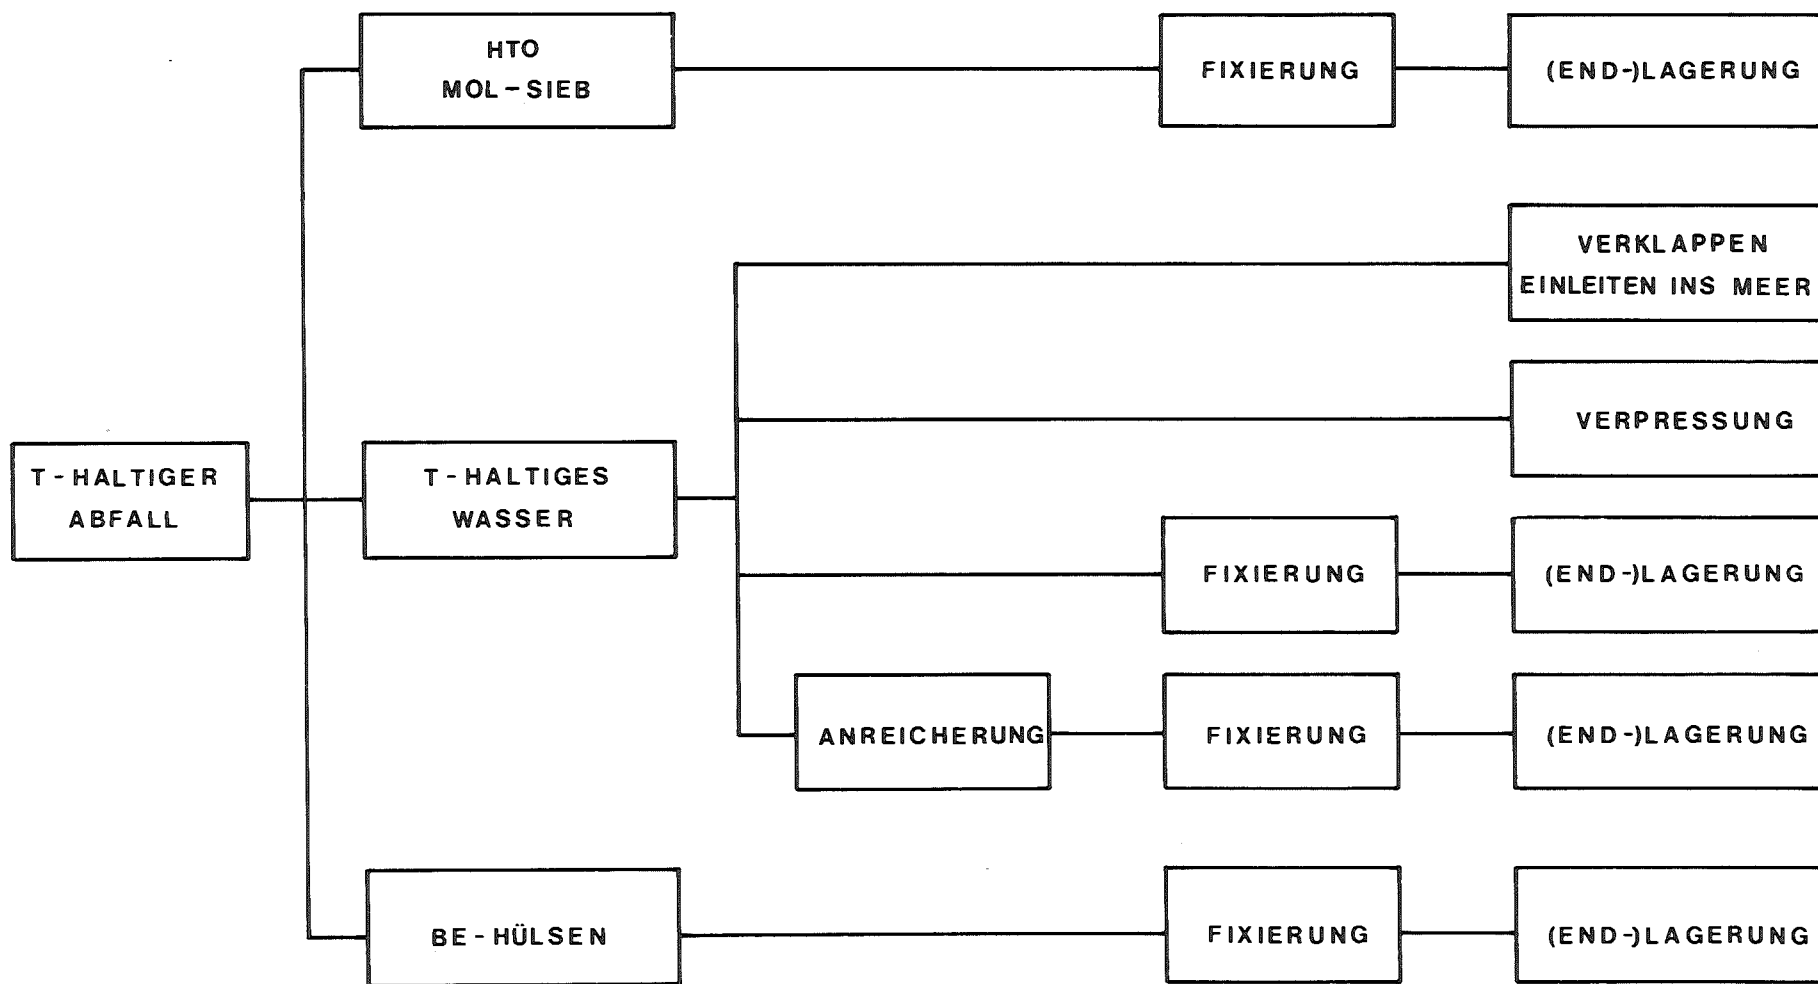 HTO
MOL-SIEB
FIXIERUNG
(END-)LAGERUNG
VERKLAPPEN
EINLEITEN INS MEER
VERPRESSUNG
T-HALTIGER
ABFALL
T-HALTIGES
WASSER
FIXIERUNG
(END-)LAGERUNG
ANREICHERUNG
FIXIERUNG
(END-)LAGERUNG
BE-HÜLSEN
FIXIERUNG
(END-)LAGERUNG